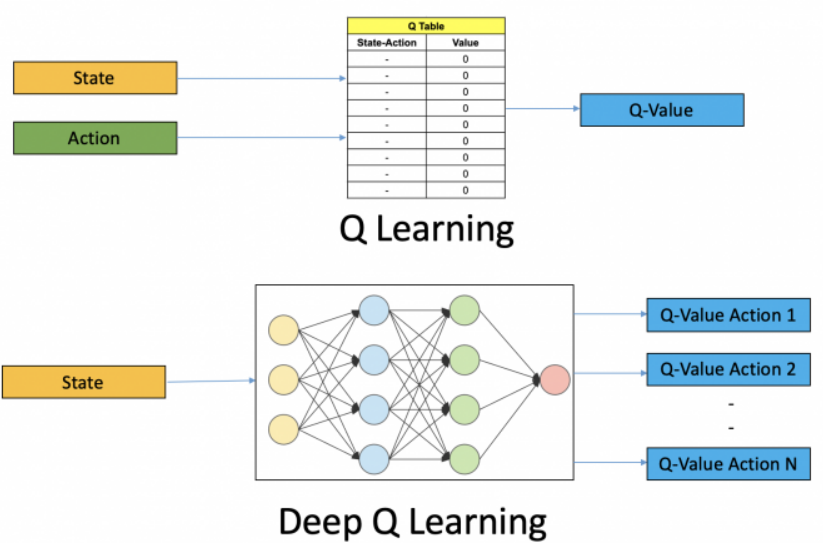 Q Table
State-Action Value
- 0
- 0
- 0
- 0
- 0
- 0
- 0
- 0
- 0
State
Action
Q-Value
Q Learning
State
Q-Value Action 1
Q-Value Action 2
-
-
Q-Value Action N
Deep Q Learning